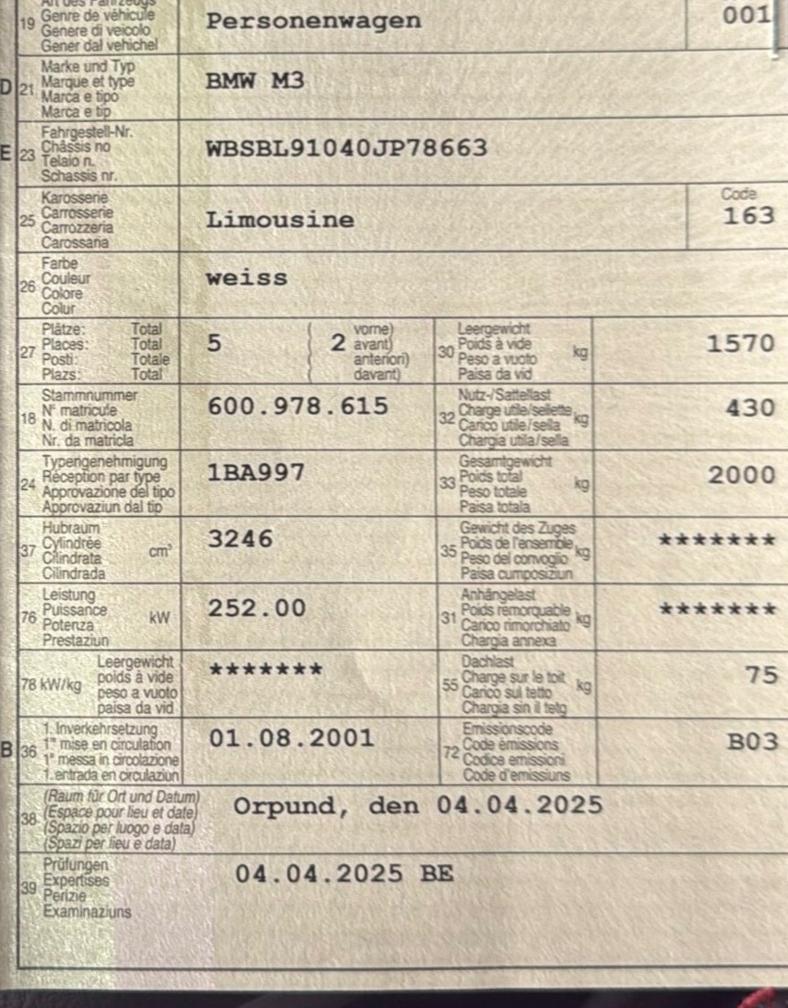 19 Genre de véhicule Personenwagen 001
Genere di veicolo
Gener dal vehichel
D 21 Marke und Typ BMW M3
Marque et type
Marca e tipo
Marca e tip
E 23 Fahrgestell-Nr. WBSBL91040JP78663
Châssis no
Telaio n.
Schassis nr.
25 Karosserie Limousine Code 163
Carrosserie
Carrozzeria
Carossaria
26 Farbe weiss
Couleur
Colore
Colur
27 Plätze: Total 5 ( 2 vorne) 30 Leergewicht kg 1570
Places: Total ( avant) Poids à vide
Posti: Totale ( anteriori) Peso a vuoto
Plazs: Total ( davant) Paisa da vid
18 Stammnummer 600.978.615 32 Nutz-/Sattellast kg 430
N° matricule Charge utile/sellette
N. di matricola Carico utile/sella
Nr. da matricla Chargia utila/sella
24 Typengenehmigung 1BA997 33 Gesamtgewicht kg 2000
Réception par type Poids total
Approvazione del tipo Peso totale
Approvaziun dal tip Paisa totala
37 Hubraum cm³ 3246 35 Gewicht des Zuges kg *******
Cylindrée Poids de l'ensemble
Cilindrata Peso del convoglio
Cilindrada Paisa cumposiziun
76 Leistung kW 252.00 31 Anhängelast kg *******
Puissance Poids remorquable
Potenza Carico rimorchiato
Prestaziun Chargia annexa
78 kW/kg Leergewicht ******* 55 Dachlast kg 75
poids à vide Charge sur le toit
peso a vuoto Carico sul tetto
paisa da vid Chargia sin il tetg
B 36 1. Inverkehrsetzung 01.08.2001 72 Emissionscode B03
1re mise en circulation Code émissions
1a messa in circolazione Codice emissioni
1. entrada en circulaziun Code d'emissiuns
38 (Raum für Ort und Datum) Orpund, den 04.04.2025
(Espace pour lieu et date)
(Spazio per luogo e data)
(Spazi per lieu e data)
39 Prüfungen 04.04.2025 BE
Expertises
Perizie
Examinaziuns